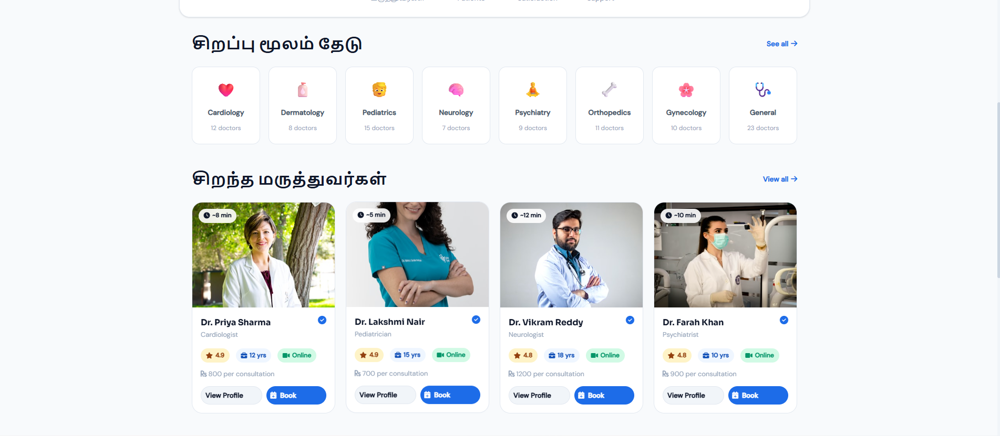 சிறப்பு மூலம் தேடு
See all →
Cardiology
12 doctors
Dermatology
8 doctors
Pediatrics
15 doctors
Neurology
7 doctors
Psychiatry
9 doctors
Orthopedics
11 doctors
Gynecology
10 doctors
General
23 doctors
சிறந்த மருத்துவர்கள்
View all →
~8 min
Dr. Priya Sharma
Cardiologist
4.9
12 yrs
Online
₨ 800 per consultation
View Profile
Book
~5 min
Dr. Lakshmi Nair
Pediatrician
4.9
15 yrs
Online
₨ 700 per consultation
View Profile
Book
~12 min
Dr. Vikram Reddy
Neurologist
4.8
18 yrs
Online
₨ 1200 per consultation
View Profile
Book
~10 min
Dr. Farah Khan
Psychiatrist
4.8
10 yrs
Online
₨ 900 per consultation
View Profile
Book